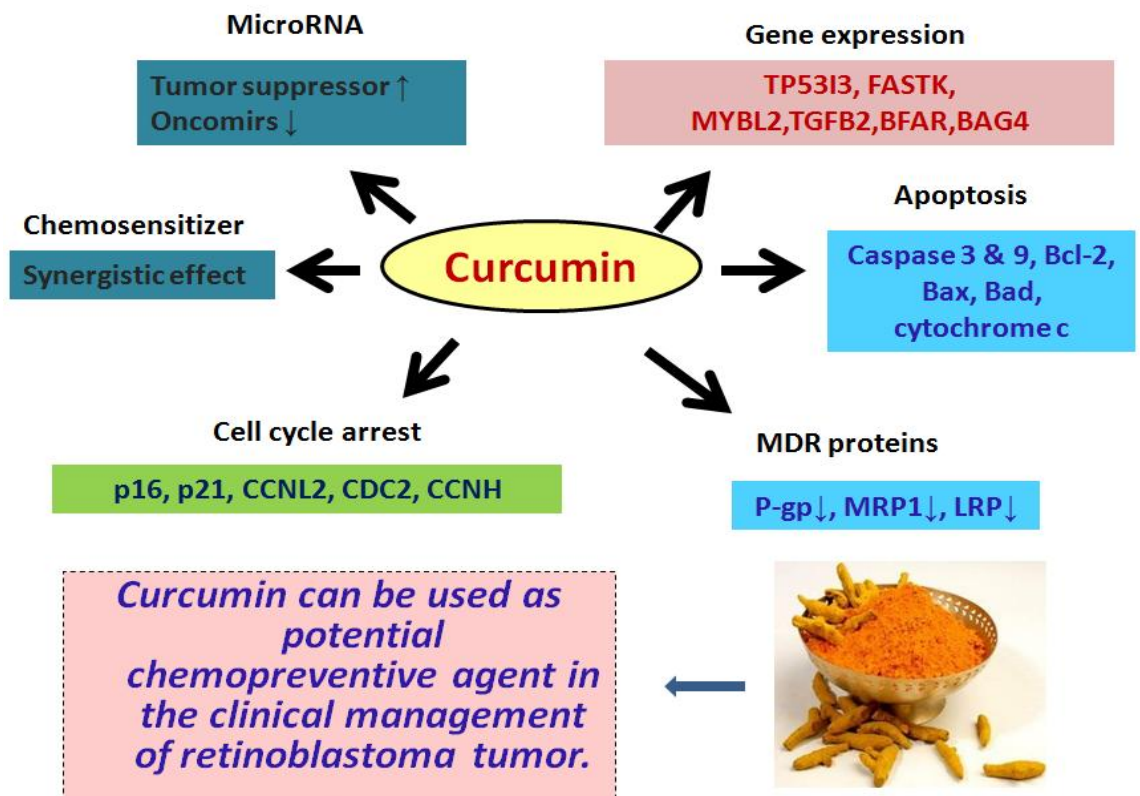 MicroRNA
Tumor suppressor ↑
Oncomirs ↓
Gene expression
TP53I3, FASTK,
MYBL2,TGFB2,BFAR,BAG4
Chemosensitizer
Synergistic effect
Curcumin
Apoptosis
Caspase 3 & 9, Bcl-2,
Bax, Bad,
cytochrome c
Cell cycle arrest
p16, p21, CCNL2, CDC2, CCNH
MDR proteins
P-gp↓, MRP1↓, LRP↓
Curcumin can be used as
potential
chemopreventive agent in
the clinical management
of retinoblastoma tumor.